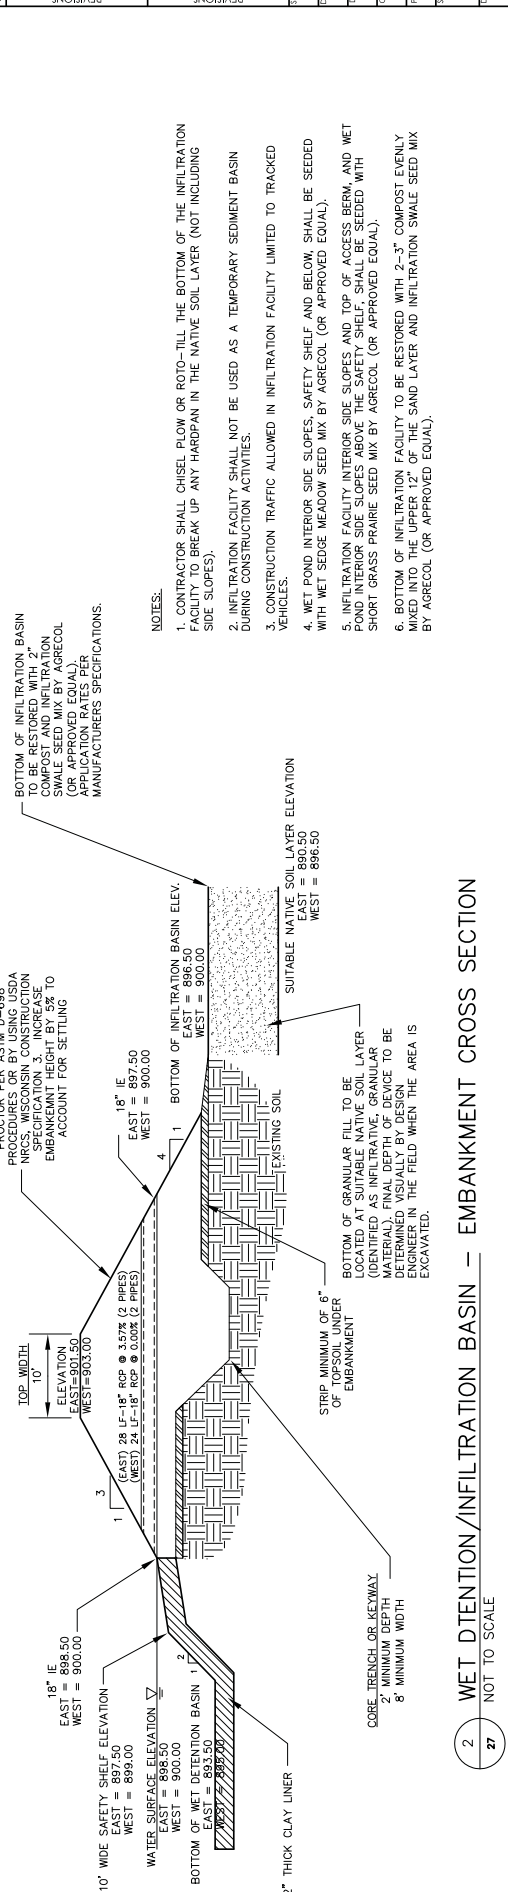 REVISIONS
REVISIONS
PROCTOR PER ASTM D-698
PROCEDURES OR BY USING USDA
NRCS, WISCONSIN CONSTRUCTION
SPECIFICATION 3. INCREASE
EMBANKEMNT HEIGHT BY 5% TO
ACCOUNT FOR SETTLING
TOP WIDTH
10'
ELEVATION
EAST=901.50
WEST=903.00
3
1
(EAST) 28 LF-18" RCP @ 3.57% (2 PIPES)
(WEST) 24 LF-18" RCP @ 0.00% (2 PIPES)
4
1
18" IE
EAST = 897.50
WEST = 900.00
18" IE
EAST = 898.50
WEST = 900.00
10' WIDE SAFETY SHELF ELEVATION
EAST = 897.50
WEST = 899.00
WATER SURFACE ELEVATION
EAST = 898.50
WEST = 900.00
BOTTOM OF WET DETENTION BASIN
EAST = 893.50
WEST = 895.00
2
1
THICK CLAY LINER
CORE TRENCH OR KEYWAY
2' MINIMUM DEPTH
8' MINIMUM WIDTH
STRIP MINIMUM OF 6"
OF TOPSOIL UNDER
EMBANKMENT
EXISTING SOIL
BOTTOM OF INFILTRATION BASIN ELEV.
EAST = 896.50
WEST = 900.00
BOTTOM OF INFILTRATION BASIN
TO BE RESTORED WITH 2"
COMPOST AND INFILTRATION
SWALE SEED MIX BY AGRECOL
(OR APPROVED EQUAL).
APPLICATION RATES PER
MANUFACTURERS SPECIFICATIONS.
SUITABLE NATIVE SOIL LAYER ELEVATION
EAST = 890.50
WEST = 896.50
BOTTOM OF GRANULAR FILL TO BE
LOCATED AT SUITABLE NATIVE SOIL LAYER
(IDENTIFIED AS INFILTRATIVE, GRANULAR
MATERIAL). FINAL DEPTH OF DEVICE TO BE
DETERMINED VISUALLY BY DESIGN
ENGINEER IN THE FIELD WHEN THE AREA IS
EXCAVATED.
NOTES:
1. CONTRACTOR SHALL CHISEL PLOW OR ROTO-TILL THE BOTTOM OF THE INFILTRATION
FACILITY TO BREAK UP ANY HARDPAN IN THE NATIVE SOIL LAYER (NOT INCLUDING
SIDE SLOPES).
2. INFILTRATION FACILITY SHALL NOT BE USED AS A TEMPORARY SEDIMENT BASIN
DURING CONSTRUCTION ACTIVITIES.
3. CONSTRUCTION TRAFFIC ALLOWED IN INFILTRATION FACILITY LIMITED TO TRACKED
VEHICLES.
4. WET POND INTERIOR SIDE SLOPES, SAFETY SHELF AND BELOW, SHALL BE SEEDED
WITH WET SEDGE MEADOW SEED MIX BY AGRECOL (OR APPROVED EQUAL).
5. INFILTRATION FACILITY INTERIOR SIDE SLOPES AND TOP OF ACCESS BERM, AND WET
POND INTERIOR SIDE SLOPES ABOVE THE SAFETY SHELF, SHALL BE SEEDED WITH
SHORT GRASS PRAIRIE SEED MIX BY AGRECOL (OR APPROVED EQUAL).
6. BOTTOM OF INFILTRATION FACILITY TO BE RESTORED WITH 2-3" COMPOST EVENLY
MIXED INTO THE UPPER 12" OF THE SAND LAYER AND INFILTRATION SWALE SEED MIX
BY AGRECOL (OR APPROVED EQUAL).
2
27
WET DTENTION/INFILTRATION BASIN - EMBANKMENT CROSS SECTION
NOT TO SCALE